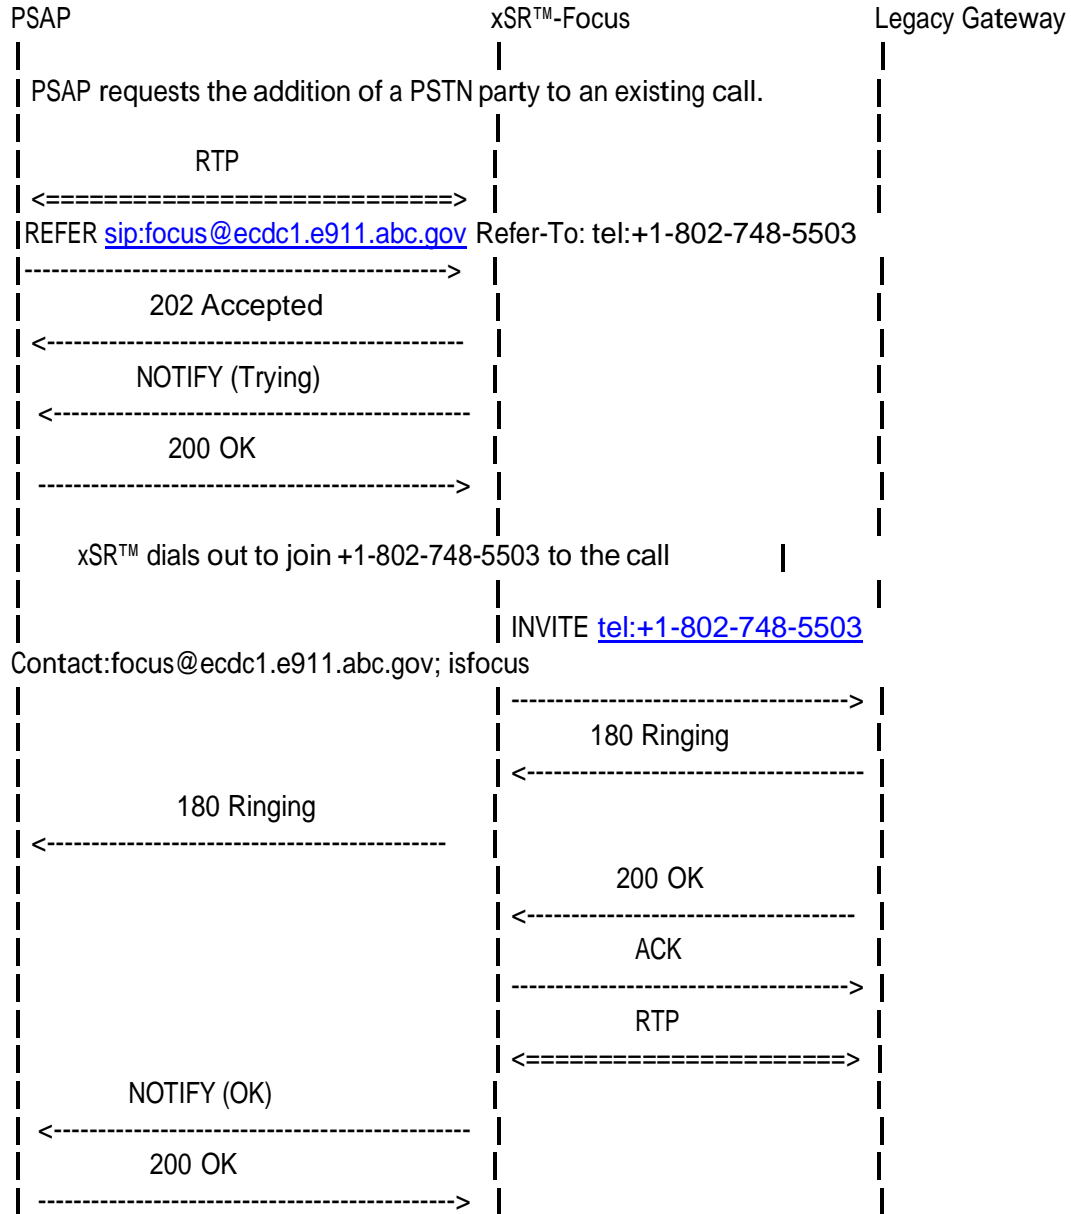 PSAP xSR™-Focus Legacy Gateway
PSAP requests the addition of a PSTN party to an existing call.
RTP
<============================>
REFER sip:focus@ecdc1.e911.abc.gov Refer-To: tel:+1-802-748-5503
----------------------------------------------->
202 Accepted
<-----------------------------------------------
NOTIFY (Trying)
<-----------------------------------------------
200 OK
----------------------------------------------->
xSR™ dials out to join +1-802-748-5503 to the call
INVITE tel:+1-802-748-5503
Contact:focus@ecdc1.e911.abc.gov; isfocus
-------------------------------------->
180 Ringing
<--------------------------------------
180 Ringing
<---------------------------------------------
200 OK
<-------------------------------------
ACK
-------------------------------------->
RTP
<======================>
NOTIFY (OK)
<-----------------------------------------------
200 OK
----------------------------------------------->